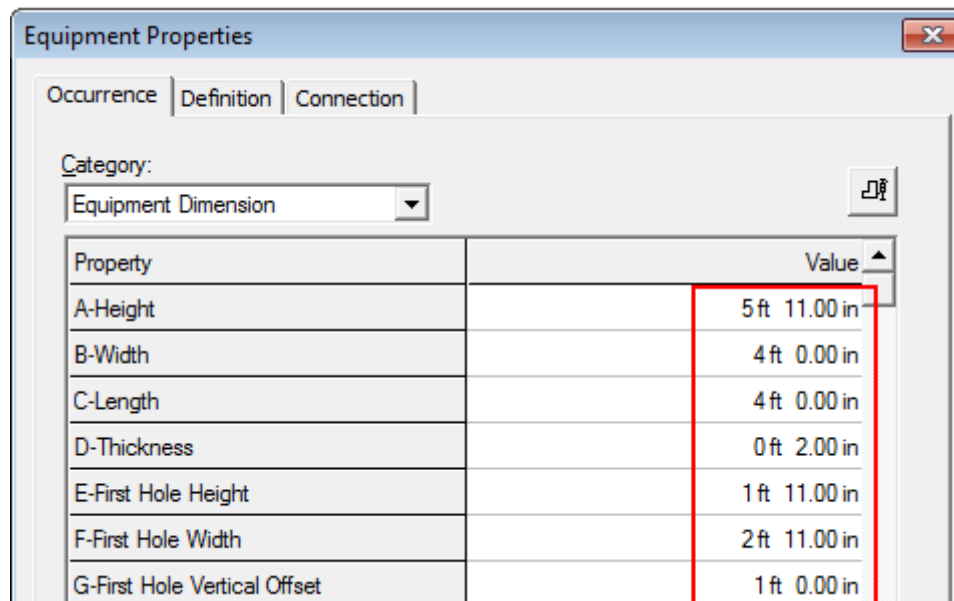 Equipment Properties
Occurrence Definition Connection
Category:
Equipment Dimension
Property Value
A-Height 5 ft 11.00 in
B-Width 4 ft 0.00 in
C-Length 4 ft 0.00 in
D-Thickness 0 ft 2.00 in
E-First Hole Height 1 ft 11.00 in
F-First Hole Width 2 ft 11.00 in
G-First Hole Vertical Offset 1 ft 0.00 in